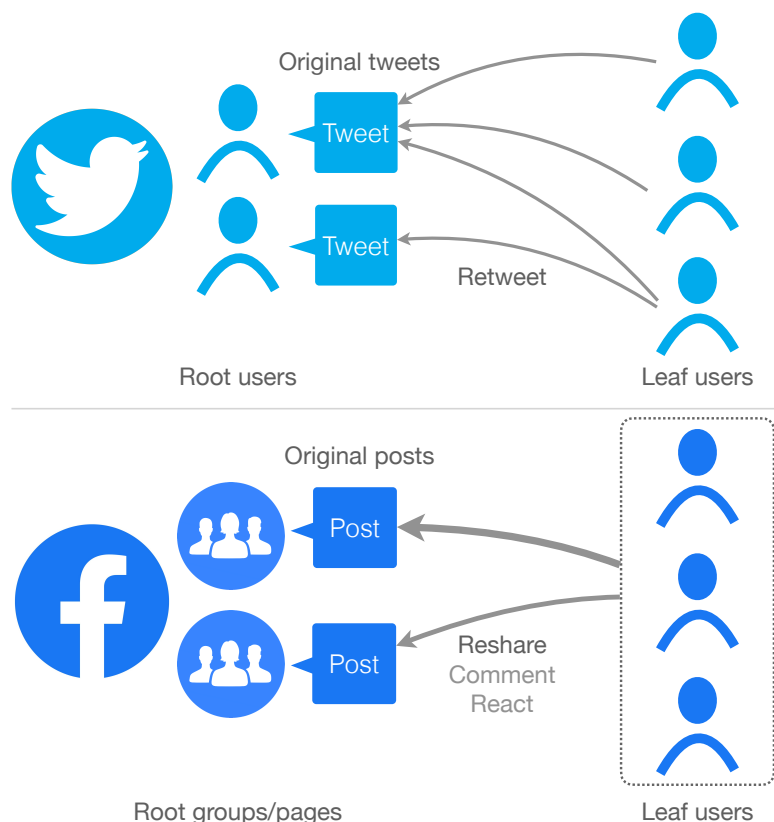 Original tweets
Tweet
Tweet
Retweet
Root users
Leaf users
Original posts
Post
Post
Reshare
Comment
React
Root groups/pages
Leaf users